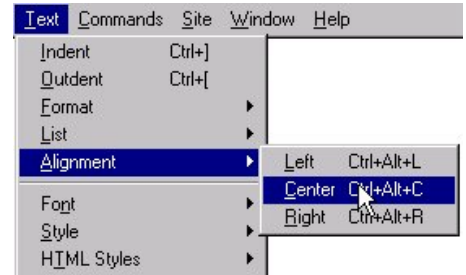 Text Commands Site Window Help
Indent Ctrl+]
Outdent Ctrl+[
Format
List
Alignment
Left Ctrl+Alt+L
Center Ctrl+Alt+C
Right Ctrl+Alt+R
Font
Style
HTML Styles